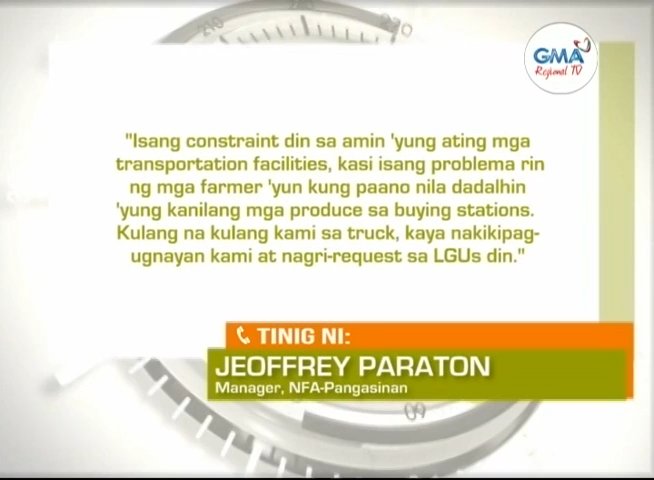 GMA
Regional TV
"Isang constraint din sa amin 'yung ating mga
transportation facilities, kasi isang problema rin
ng mga farmer 'yun kung paano nila dadalhin
'yung kanilang mga produce sa buying stations.
Kulang na kulang kami sa truck, kaya nakikipag-
ugnayan kami at nagri-request sa LGUs din."
TINIG NI:
JEOFFREY PARATON
Manager, NFA-Pangasinan
60